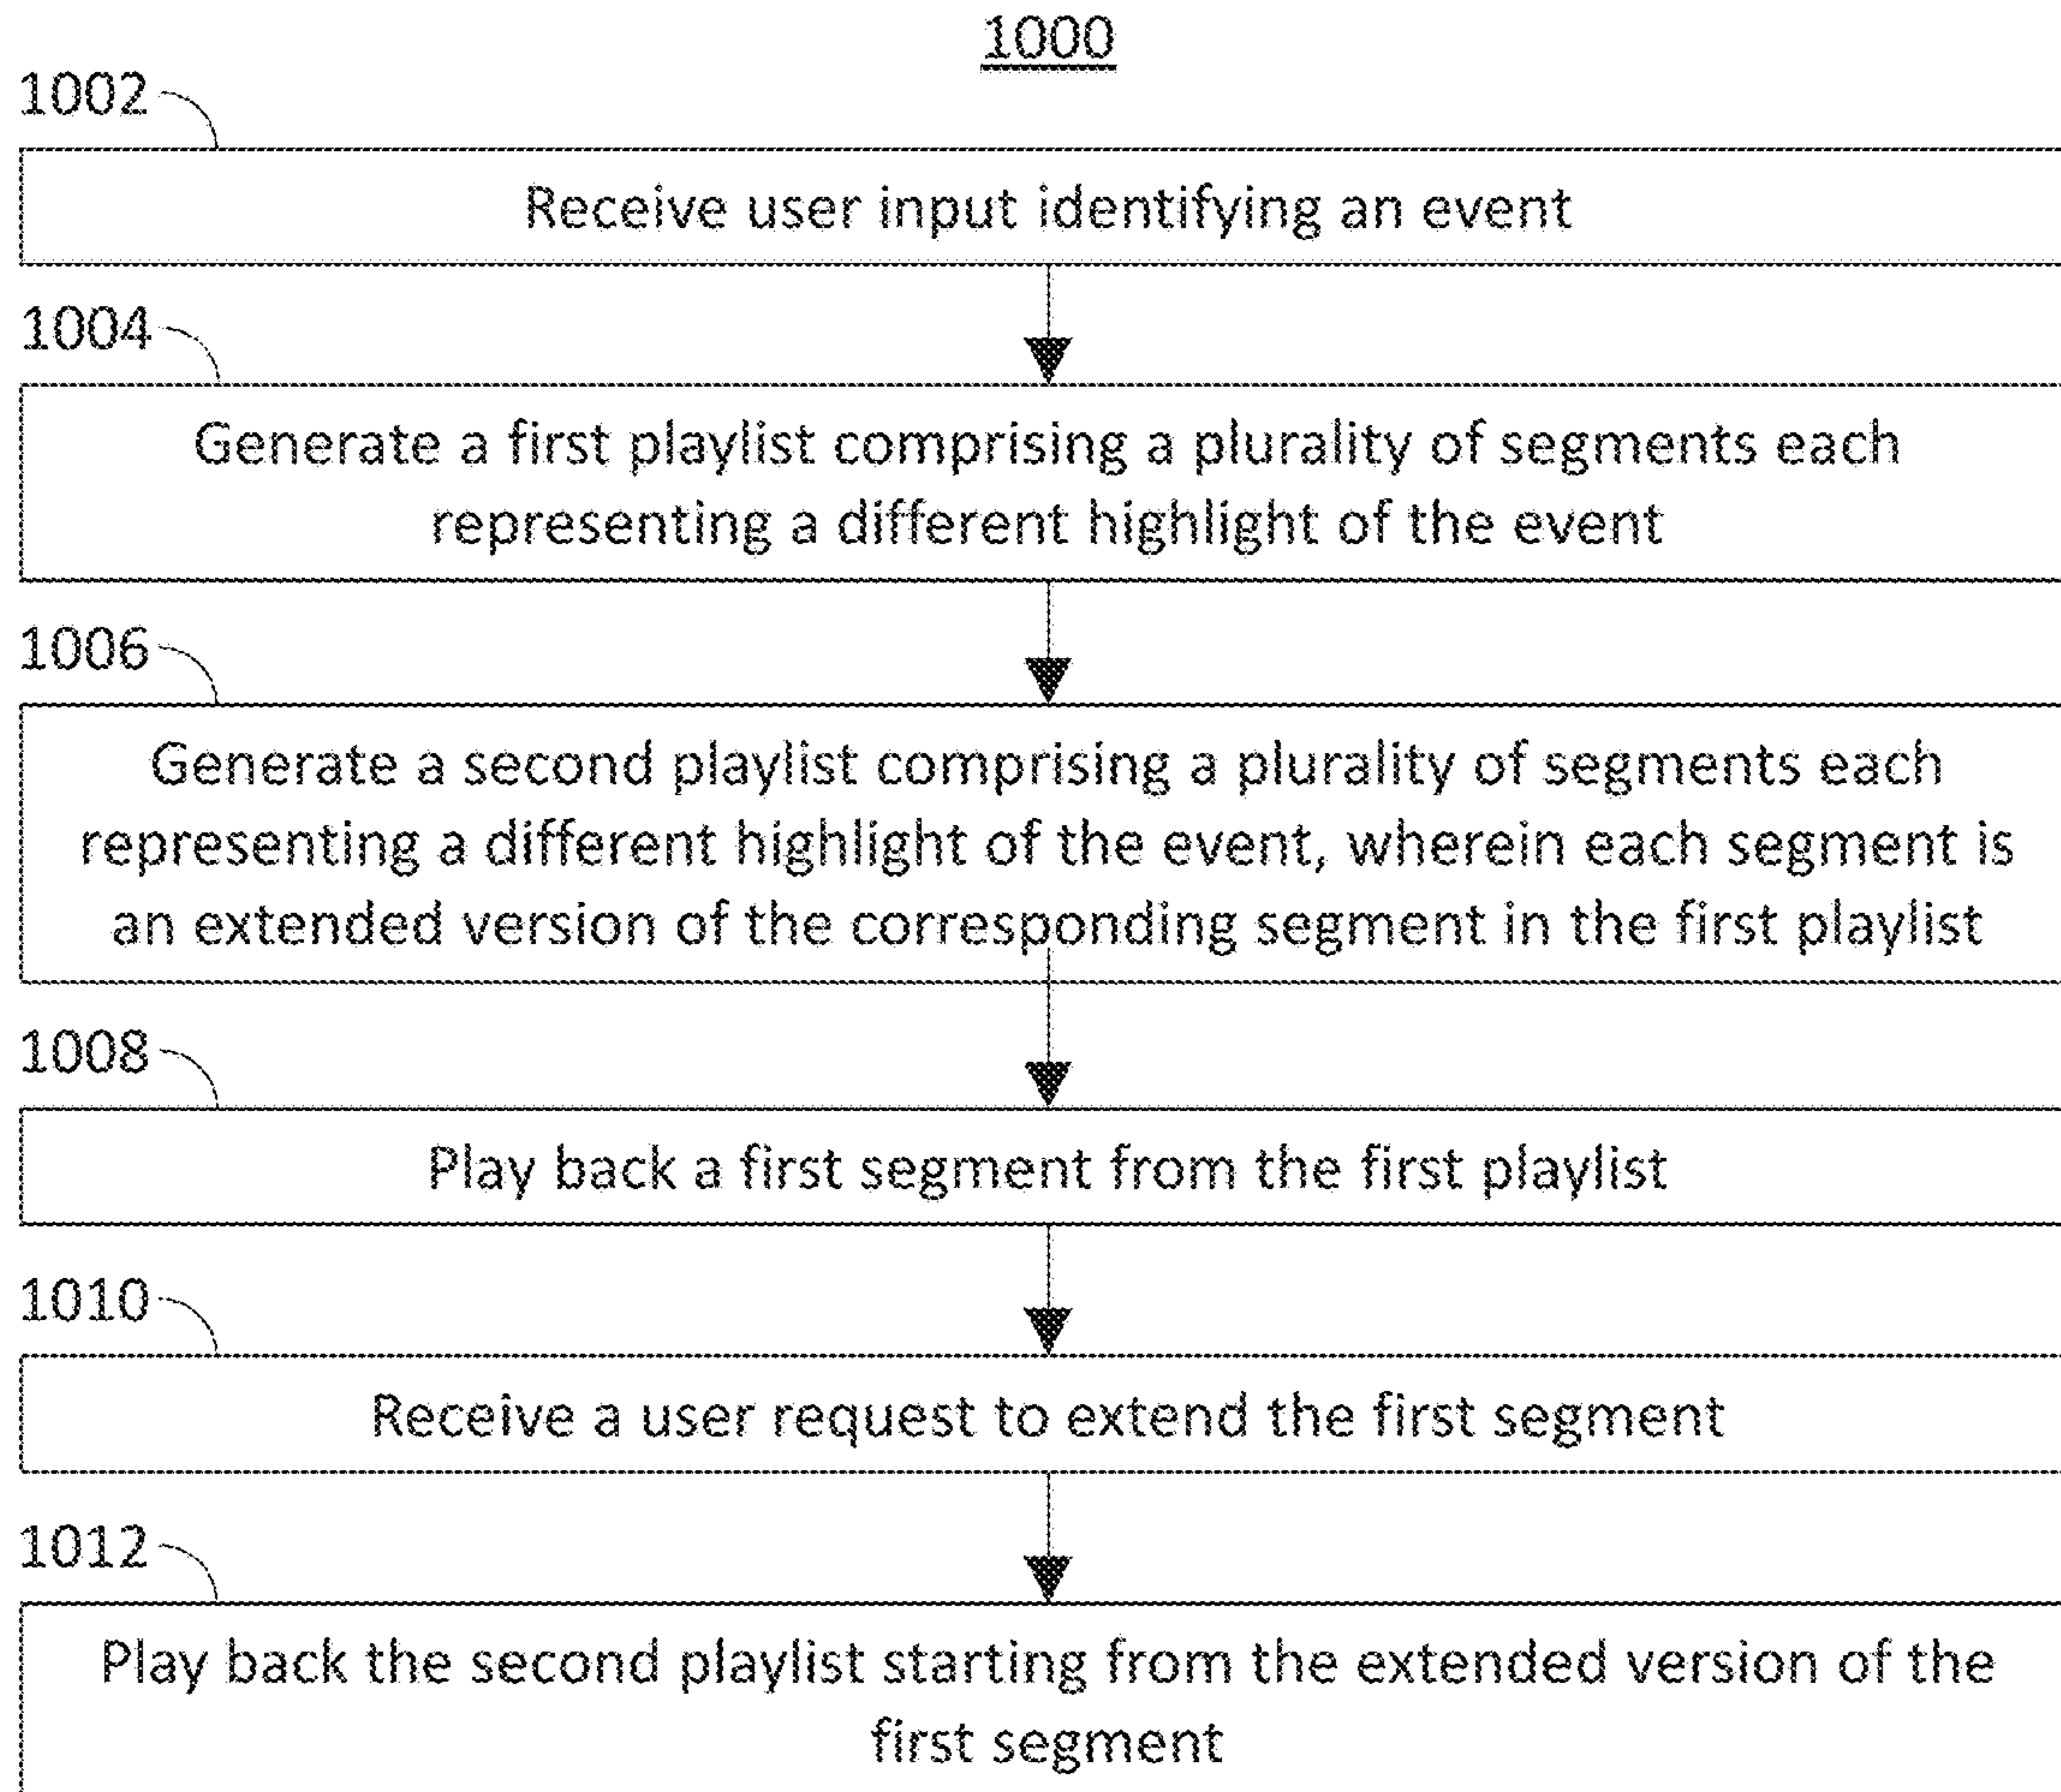 1000
1002
Receive user input identifying an event
1004
Generate a first playlist comprising a plurality of segments each
representing a different highlight of the event
1006
Generate a second playlist comprising a plurality of segments each
representing a different highlight of the event, wherein each segment is
an extended version of the corresponding segment in the first playlist
1008
Play back a first segment from the first playlist
1010
Receive a user request to extend the first segment
1012
Play back the second playlist starting from the extended version of the
first segment